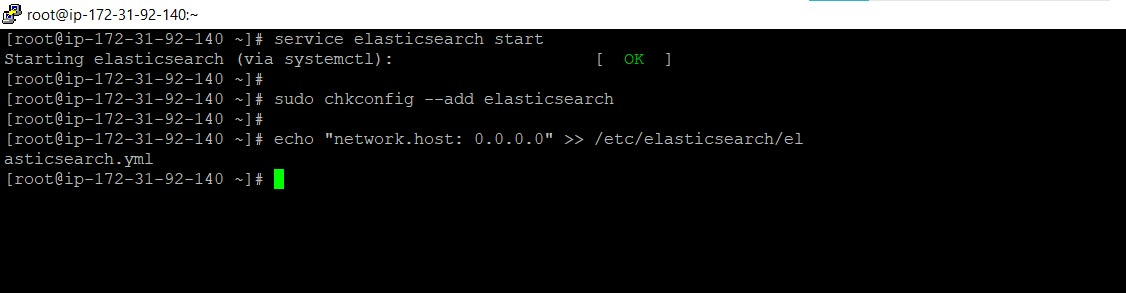 root@ip-172-31-92-140:~
[root@ip-172-31-92-140 ~]# service elasticsearch start
Starting elasticsearch (via systemctl):                    [  OK  ]
[root@ip-172-31-92-140 ~]#
[root@ip-172-31-92-140 ~]# sudo chkconfig --add elasticsearch
[root@ip-172-31-92-140 ~]#
[root@ip-172-31-92-140 ~]# echo "network.host: 0.0.0.0" >> /etc/elasticsearch/el
asticsearch.yml
[root@ip-172-31-92-140 ~]#